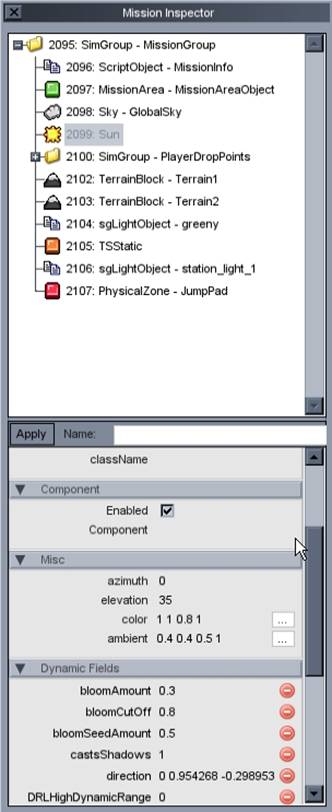 Mission Inspector
2095: SimGroup - MissionGroup
2096: ScriptObject - MissionInfo
2097: MissionArea - MissionAreaObject
2098: Sky - GlobalSky
2099: Sun
2100: SimGroup - PlayerDropPoints
2102: TerrainBlock - Terrain1
2103: TerrainBlock - Terrain2
2104: sgLightObject - greeny
2105: TSStatic
2106: sgLightObject - station_light_1
2107: PhysicalZone - JumpPad
Apply Name:
className
Component
Enabled
Component
Misc
azimuth 0
elevation 35
color 1 1 0.8 1 ...
ambient 0.4 0.4 0.5 1 ...
Dynamic Fields
bloomAmount 0.3
bloomCutOff 0.8
bloomSeedAmount 0.5
castsShadows 1
direction 0 0.954268 -0.298953
DRLHighDynamicRange 0